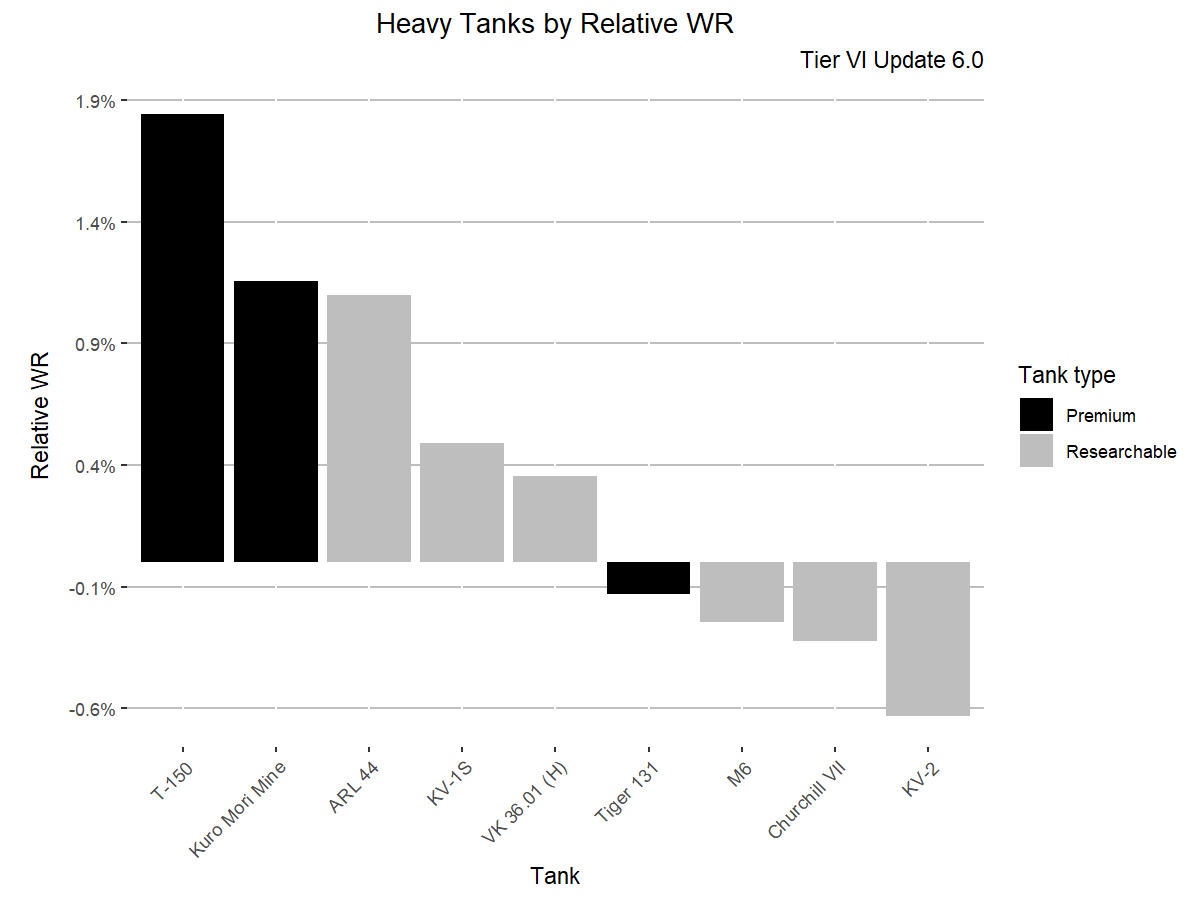 Heavy Tanks by Relative WR
Tier VI Update 6.0
1.9%
1.4%
0.9%
0.4%
-0.1%
-0.6%
Relative WR
T-150
Kuro Mori Mine
ARL 44
KV-1S
VK 36.01 (H)
Tiger 131
M6
Churchill VII
KV-2
Tank
Tank type
Premium
Researchable